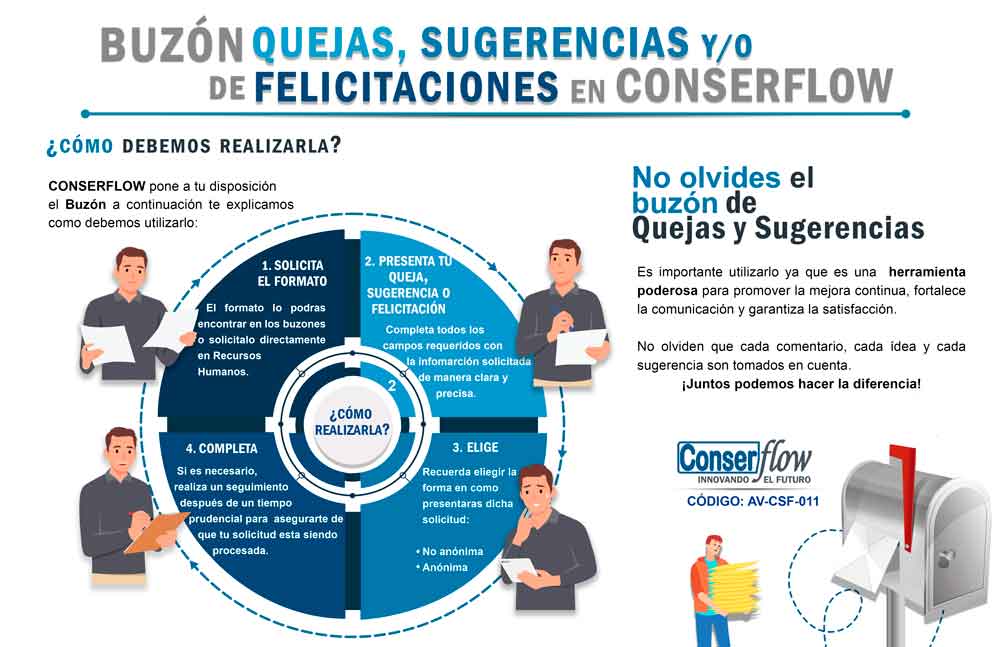 BUZÓN QUEJAS, SUGERENCIAS Y/O
DE FELICITACIONES EN CONSERFLOW
¿CÓMO DEBEMOS REALIZARLA?
CONSERFLOW pone a tu disposición
el Buzón a continuación te explicamos
como debemos utilizarlo:
1. SOLICITA
EL FORMATO
El formato lo podras
encontrar en los buzones
o solicitalo directamente
en Recursos
Humanos.
2. PRESENTA TU
QUEJA,
SUGERENCIA O
FELICITACIÓN
Completa todos los
campos requeridos con
la infomarción solicitada
de manera clara y
precisa.
2
¿CÓMO
REALIZARLA?
3. ELIGE
Recuerda eliegir la
forma en como
presentaras dicha
solicitud:
• No anónima
• Anónima
4. COMPLETA
Si es necesario,
realiza un seguimiento
después de un tiempo
prudencial para asegurarte de
que tu solicitud esta siendo
procesada.
No olvides el
buzón de
Quejas y Sugerencias
Es importante utilizarlo ya que es una herramienta
poderosa para promover la mejora continua, fortalece
la comunicación y garantiza la satisfacción.
No olviden que cada comentario, cada idea y cada
sugerencia son tomados en cuenta.
¡Juntos podemos hacer la diferencia!
Conserflow
INNOVANDO EL FUTURO
CÓDIGO: AV-CSF-011